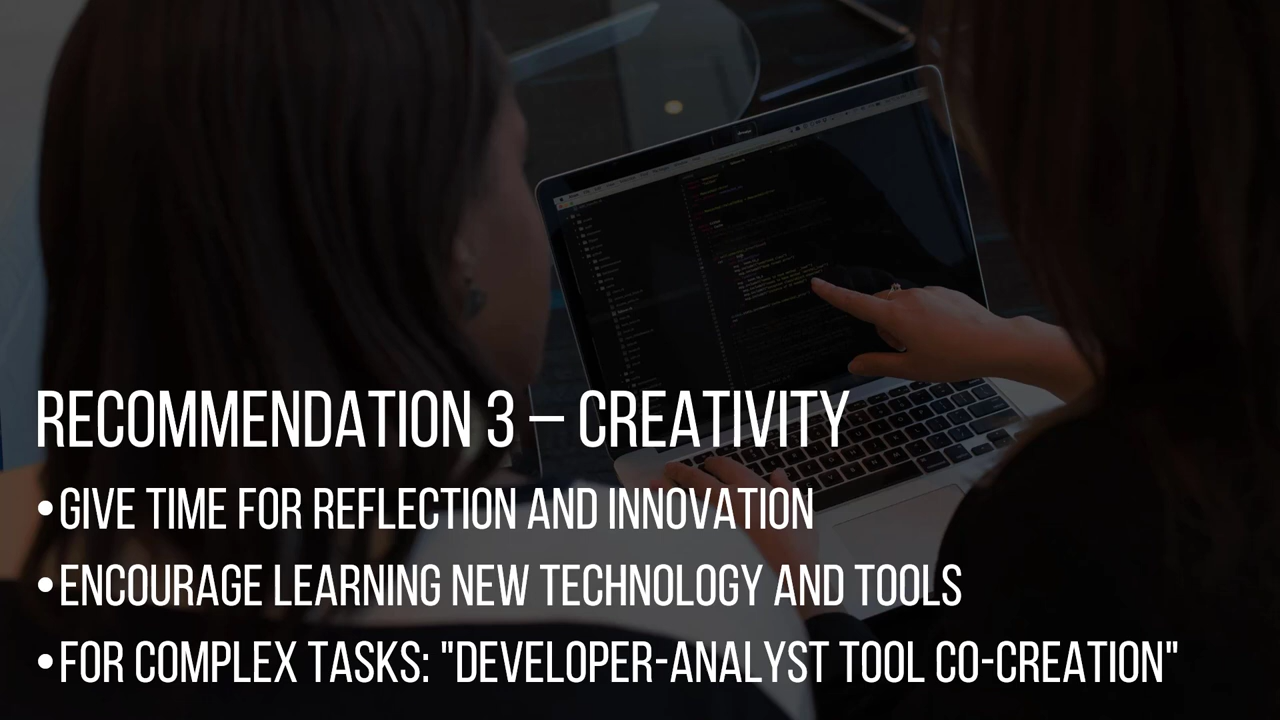 RECOMMENDATION 3 – CREATIVITY
•GIVE TIME FOR REFLECTION AND INNOVATION
•ENCOURAGE LEARNING NEW TECHNOLOGY AND TOOLS
•FOR COMPLEX TASKS: "DEVELOPER-ANALYST TOOL CO-CREATION"